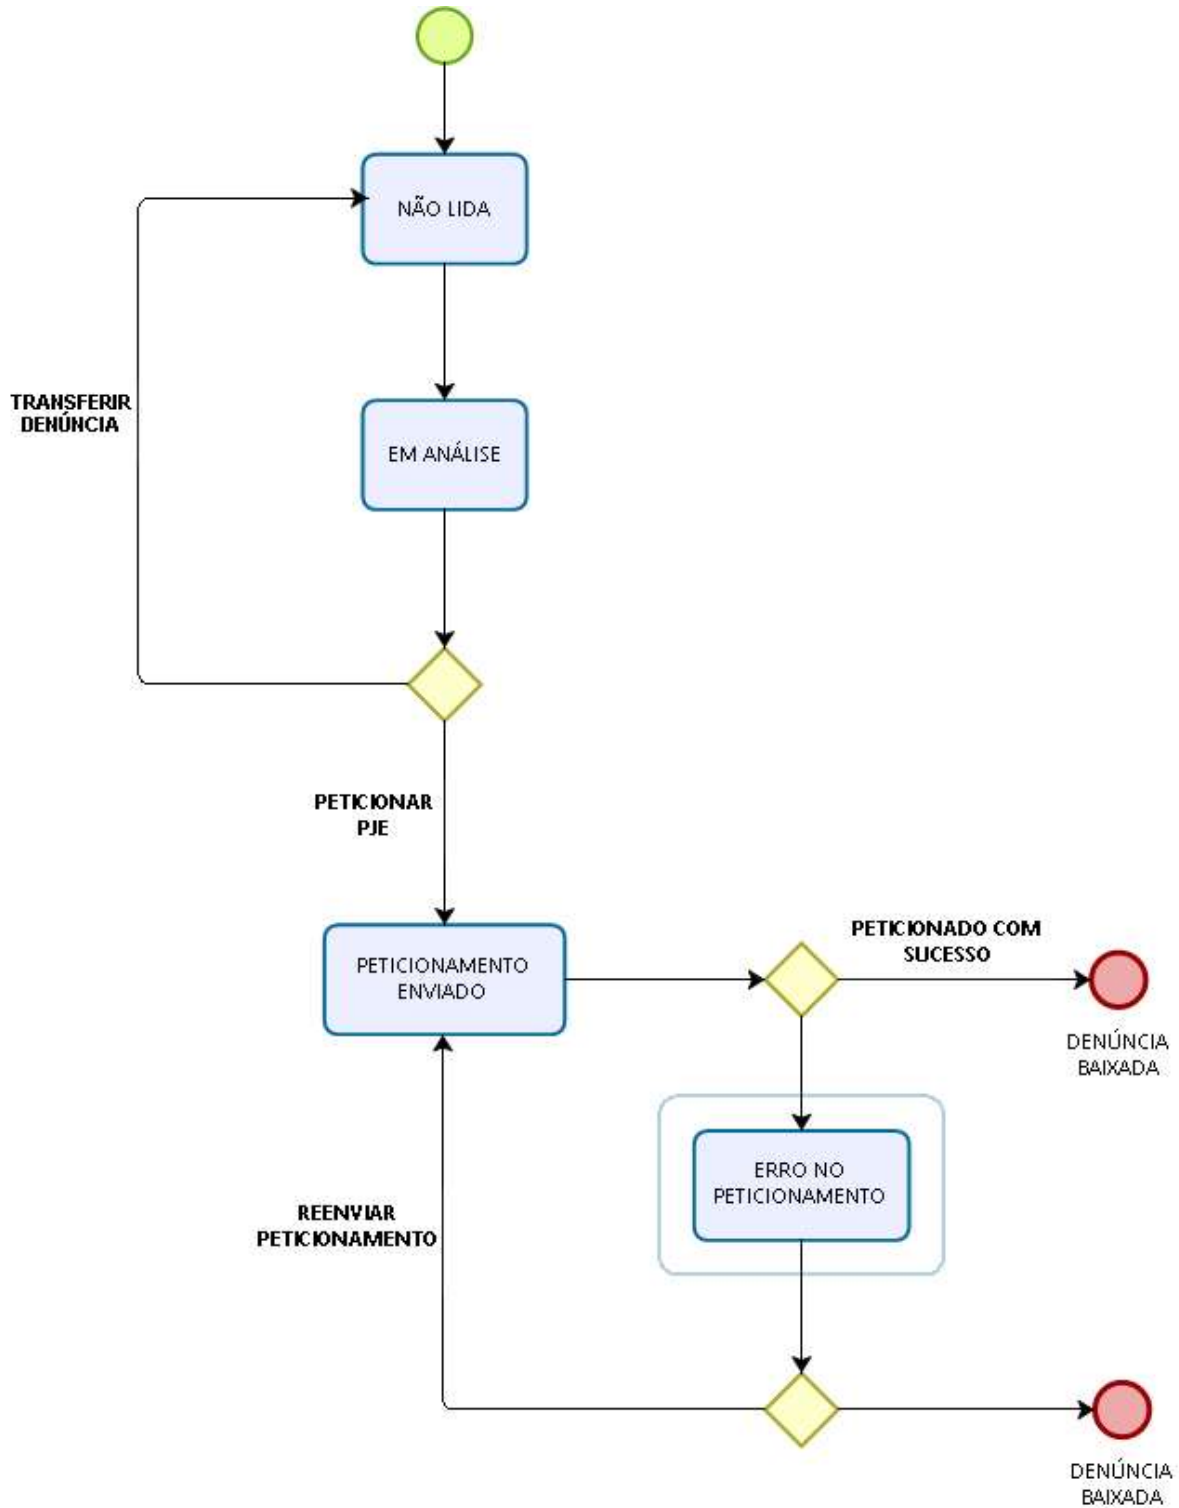 NÃO LIDA
TRANSFERIR
DENÚNCIA
EM ANÁLISE
PETICIONAR
PJE
PETICIONAMENTO
ENVIADO
PETICIONADO COM
SUCESSO
DENÚNCIA
BAIXADA
ERRO NO
PETICIONAMENTO
REENVIAR
PETICIONAMENTO
DENÚNCIA
BAIXADA